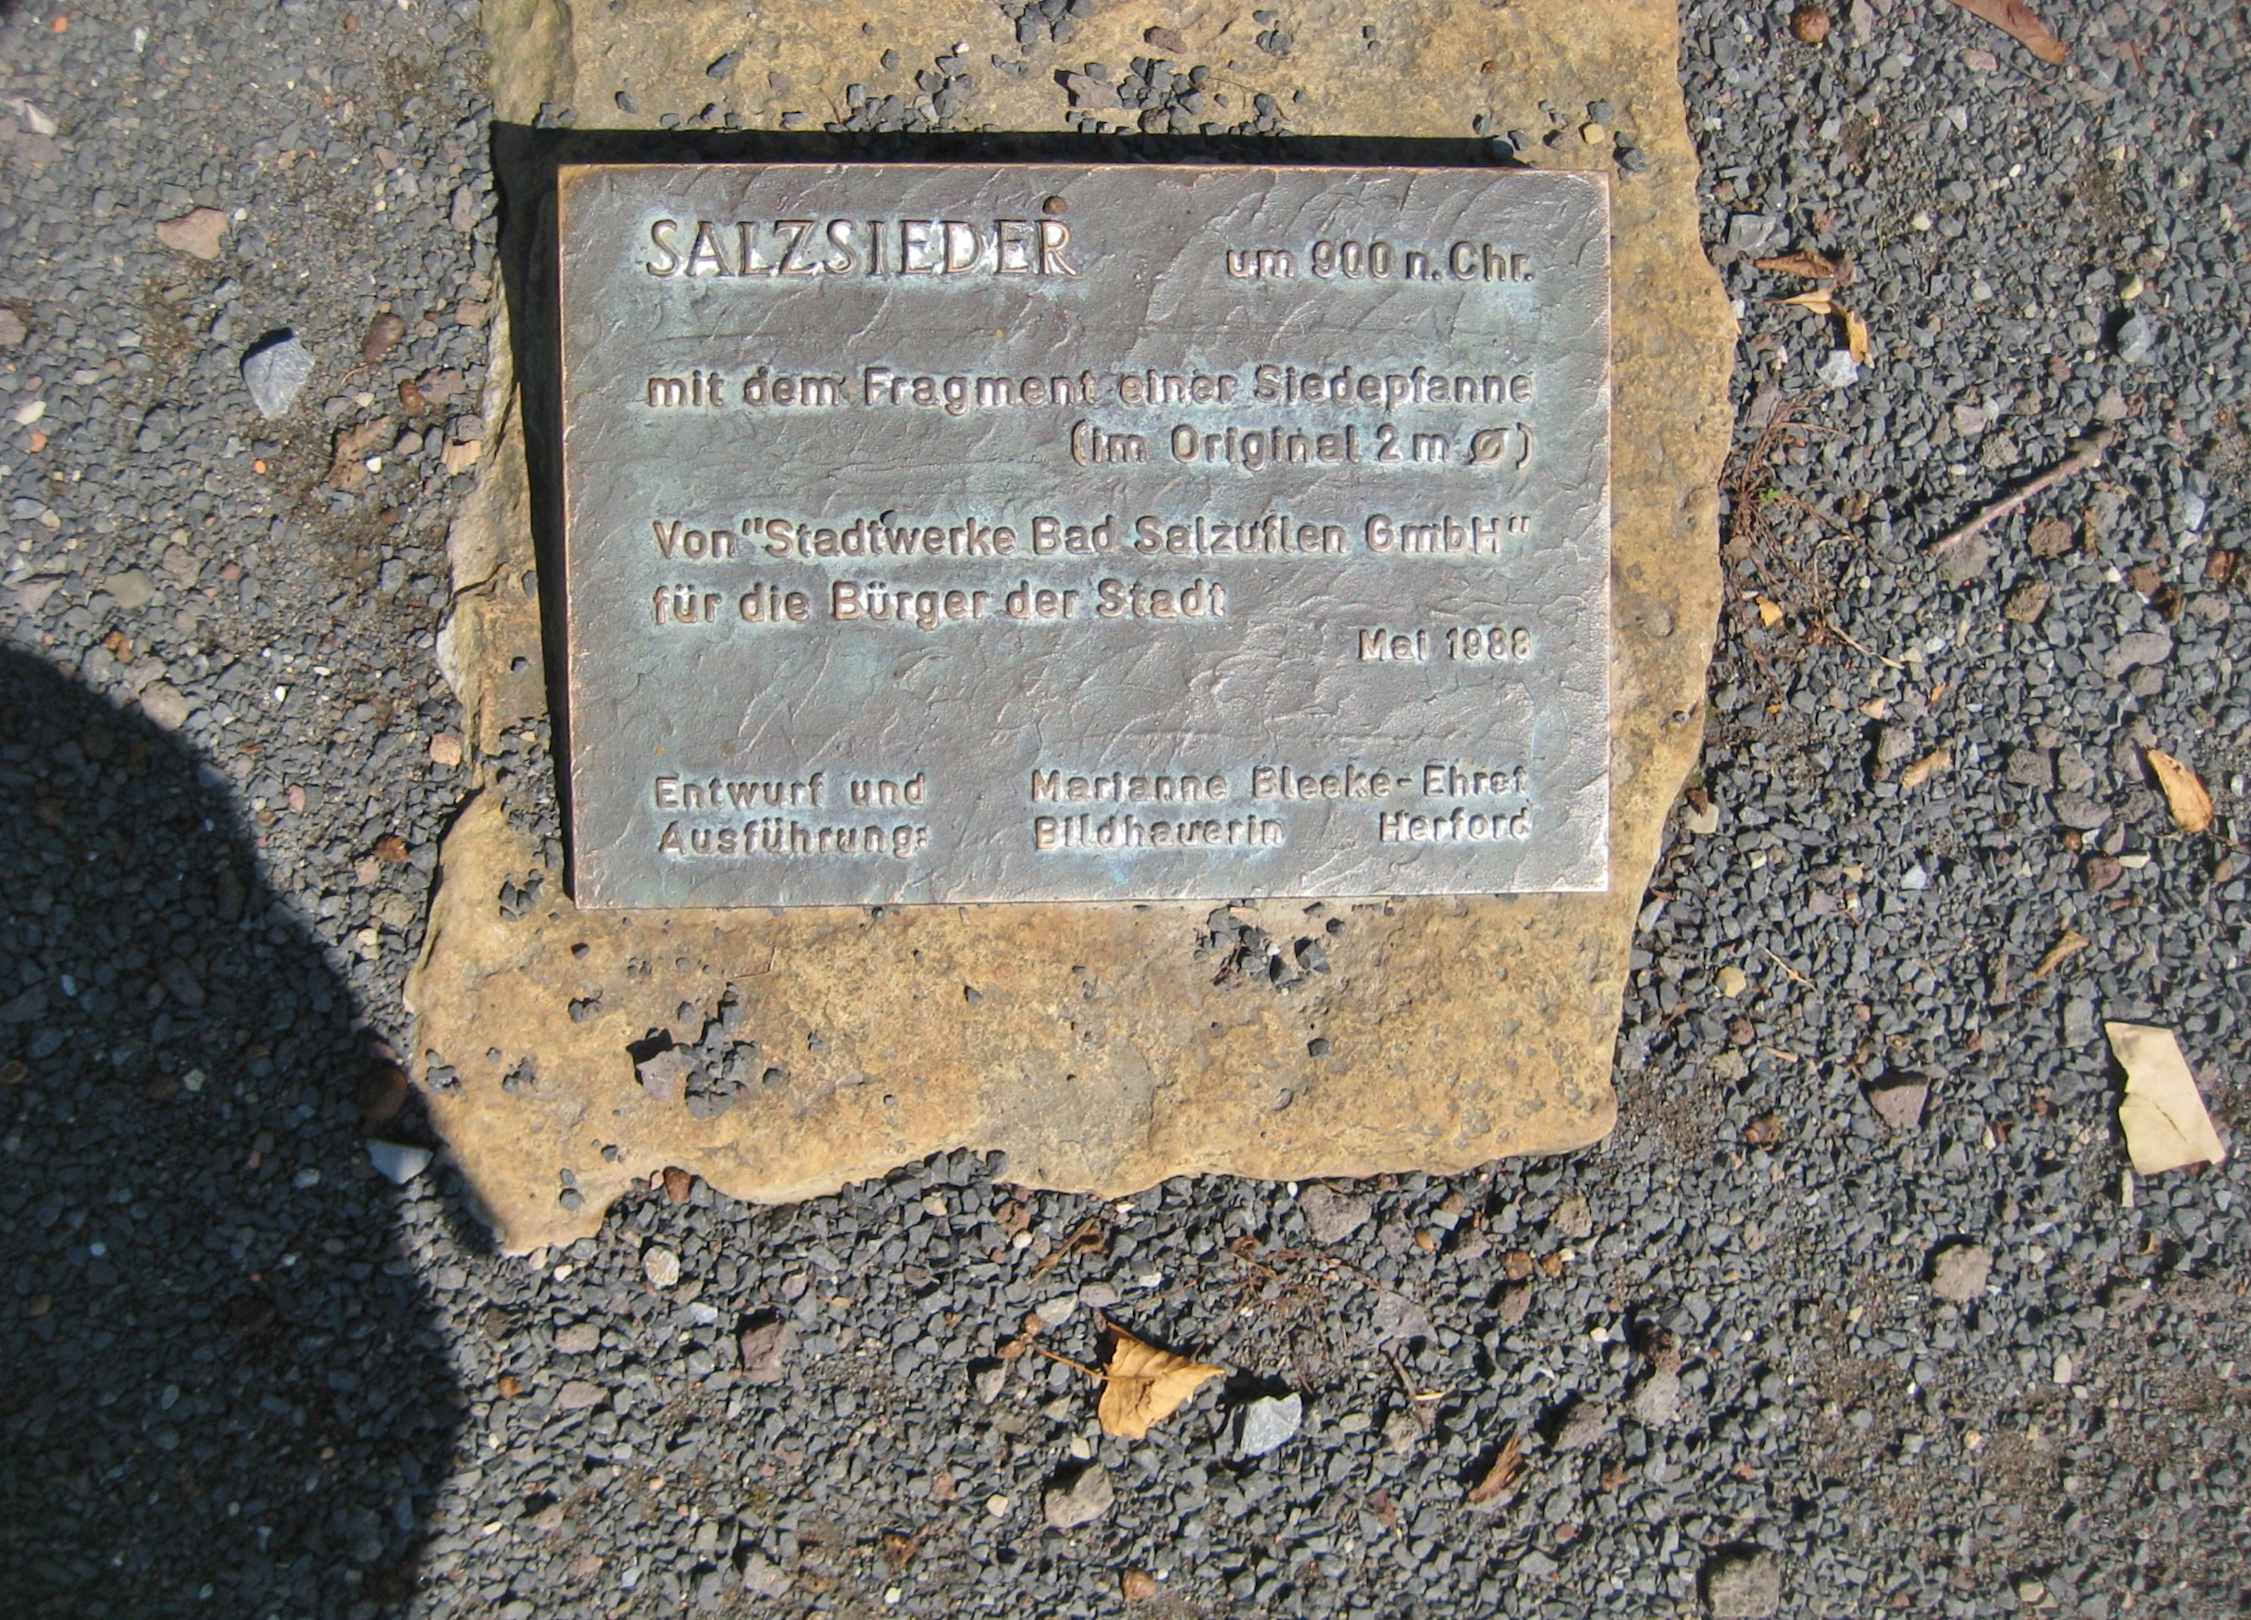 SALZSIEDER um 900 n. Chr.
mit dem Fragment einer Siedepfanne
(im Original 2 m Ø)
Von "Stadtwerke Bad Salzuflen GmbH"
für die Bürger der Stadt
Mai 1988
Entwurf und Marianne Bleeke-Ehret
Ausführung: Bildhauerin Herford